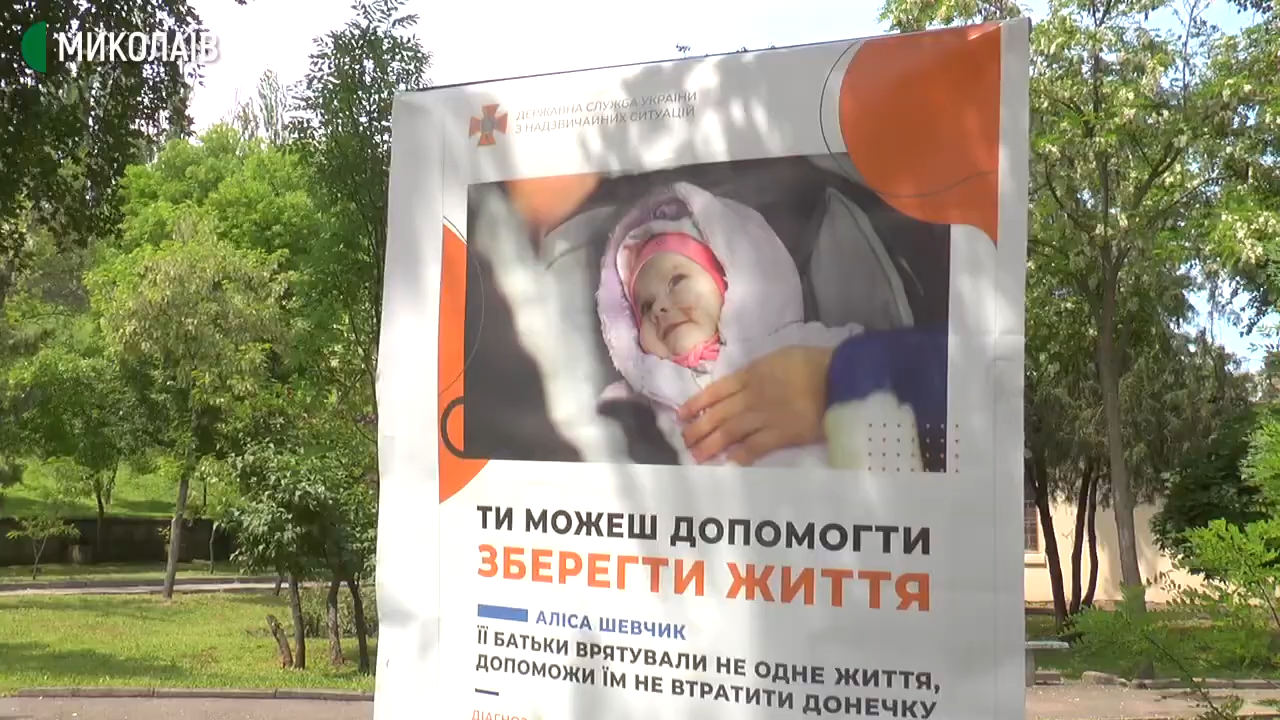 МИКОЛАЇВ
ДЕРЖАВНА СЛУЖБА УКРАЇНИ
З НАДЗВИЧАЙНИХ СИТУАЦІЙ
ТИ МОЖЕШ ДОПОМОГТИ
ЗБЕРЕГТИ ЖИТТЯ
АЛІСА ШЕВЧИК
ЇЇ БАТЬКИ ВРЯТУВАЛИ НЕ ОДНЕ ЖИТТЯ,
ДОПОМОЖИ ЇМ НЕ ВТРАТИТИ ДОНЕЧКУ